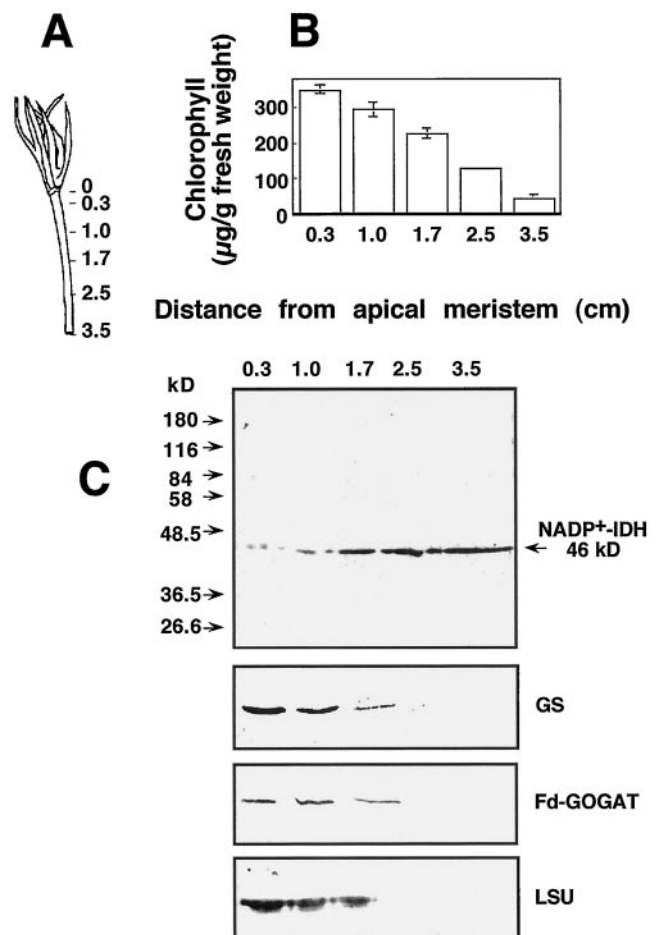 A
B
0
0.3
1.0
1.7
2.5
3.5
Chlorophyll
(µg/g fresh weight)
300
200
100
0
0.3 1.0 1.7 2.5 3.5
Distance from apical meristem (cm)
0.3 1.0 1.7 2.5 3.5
kD
180
116
84
58
48.5
36.5
26.6
C
NADP+-IDH
46 kD
GS
Fd-GOGAT
LSU